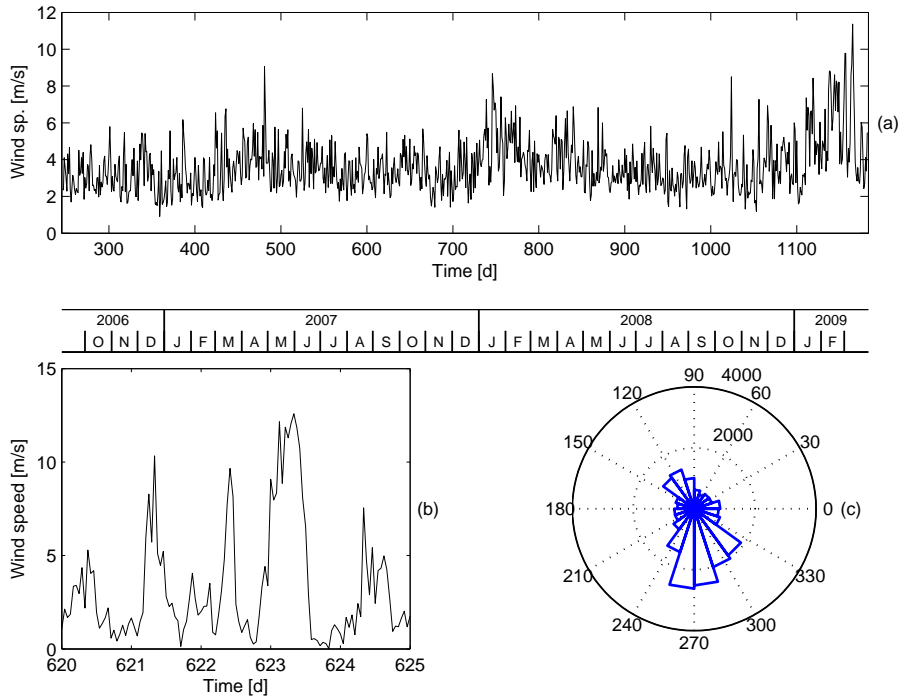 12
10
8
6
4
2
0
Wind sp. [m/s]
(a)
300 400 500 600 700 800 900 1000 1100
Time [d]
2006 2007 2008 2009
O N D J F M A M J J A S O N D J F M A M J J A S O N D J F
15
10
5
0
Wind speed [m/s]
(b)
620 621 622 623 624 625
Time [d]
90 4000
120 60
2000
150 30
180 0 (c)
210 330
240 300
270